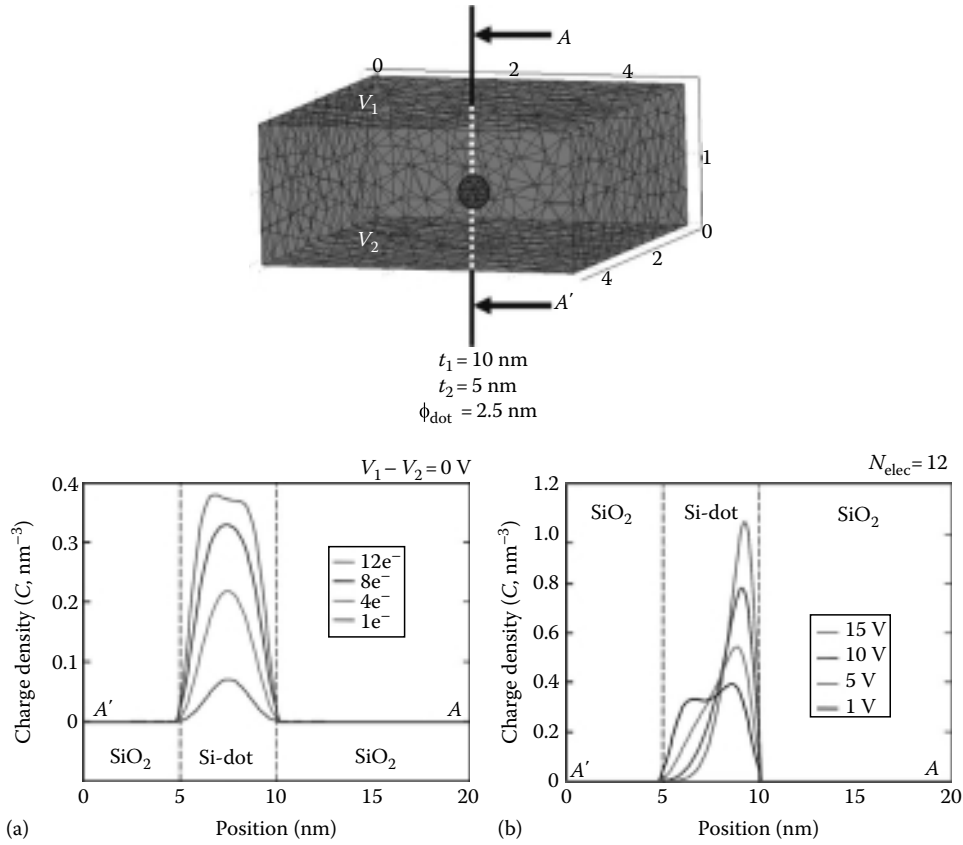 A
0 2 4
V₁
1
0
V₂
2
4
A′
t₁ = 10 nm
t₂ = 5 nm
ϕdot = 2.5 nm
V₁ − V₂ = 0 V
0.4
0.3
0.2
0.1
0
Charge density (C, nm⁻³)
12e⁻
8e⁻
4e⁻
1e⁻
A′ A
SiO₂ Si-dot SiO₂
0 5 10 15 20
(a) Position (nm)
Nelec = 12
1.2
1.0
0.8
0.6
0.4
0.2
0
Charge density (C, nm⁻³)
SiO₂ Si-dot SiO₂
15 V
10 V
5 V
1 V
A′ A
0 5 10 15 20
(b) Position (nm)